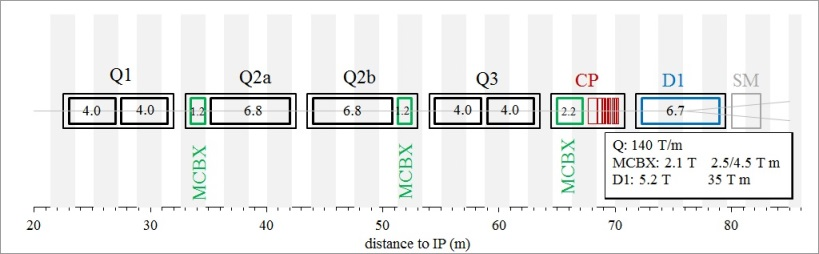 Q1 Q2a Q2b Q3 CP D1 SM
4.0 4.0 1.2 6.8 6.8 1.2 4.0 4.0 2.2 6.7
MCBX MCBX MCBX
Q: 140 T/m
MCBX: 2.1 T 2.5/4.5 T m
D1: 5.2 T 35 T m
20 30 40 50 60 70 80
distance to IP (m)